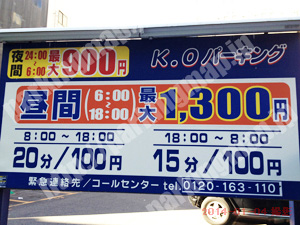 夜間 24:00～6:00 最大 900円 K.Oパーキング
昼間 (6:00～18:00) 最大 1,300円
8:00～18:00 18:00～8:00
20分/100円 15分/100円
緊急連絡先/コールセンター tel.0120-163-110